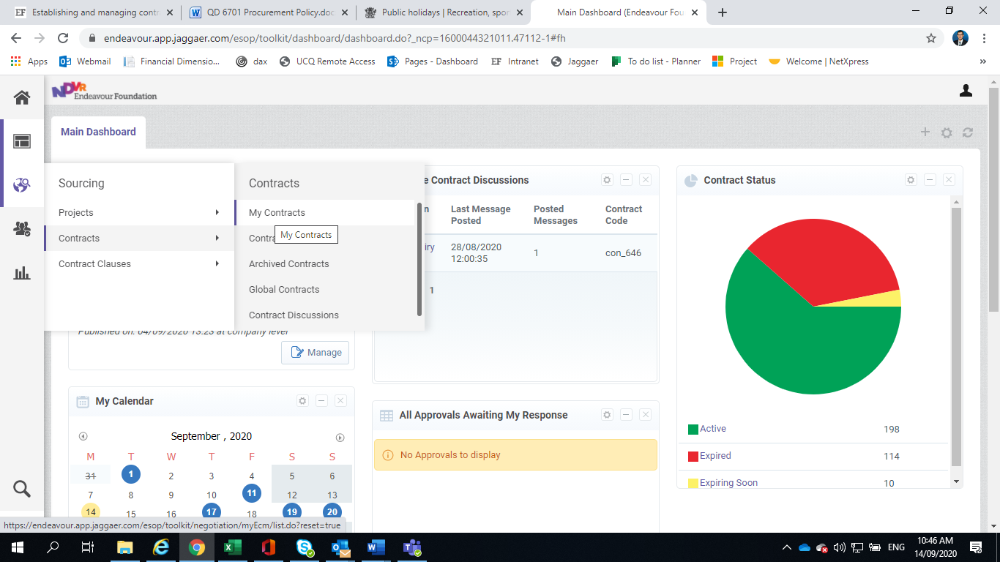 Establishing and managing contr
QD 6701 Procurement Policy.doc
Public holidays | Recreation, spor
Main Dashboard (Endeavour Fou
endeavour.app.jaggaer.com/esop/toolkit/dashboard/dashboard.do?_ncp=1600044321011.47112-1#fh
Apps
Webmail
Financial Dimensio...
dax
UCQ Remote Access
Pages - Dashboard
EF Intranet
Jaggaer
To do list - Planner
Project
Welcome | NetXpress
NDVR
Endeavour Foundation
Main Dashboard
Sourcing
Projects
Contracts
Contract Clauses
Contracts
My Contracts
Contra
My Contracts
Archived Contracts
Global Contracts
Contract Discussions
e Contract Discussions
n
Last Message Posted
Posted Messages
Contract Code
iry
28/08/2020 12:00:35
1
con_646
1
Contract Status
Active 198
Expired 114
Expiring Soon 10
Published on: 04/09/2020 13:23 at company level
Manage
My Calendar
September , 2020
M T W T F S S
31 1 2 3 4 5 6
7 8 9 10 11 12 13
14 15 16 17 18 19 20
All Approvals Awaiting My Response
No Approvals to display
https://endeavour.app.jaggaer.com/esop/toolkit/negotiation/myEcm/list.do?reset=true
ENG
10:46 AM
14/09/2020